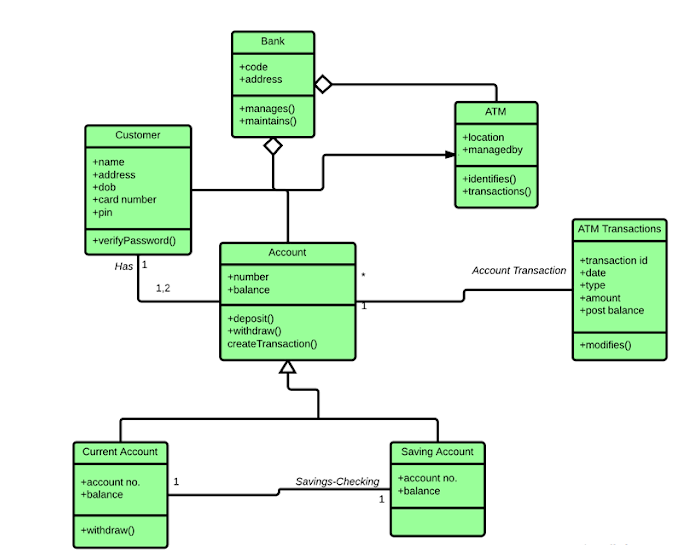 Bank
+code
+address
+manages()
+maintains()
ATM
+location
+managedby
+identifies()
+transactions()
Customer
+name
+address
+dob
+card number
+pin
+verifyPassword()
Has
1
1,2
Account
+number
+balance
+deposit()
+withdraw()
createTransaction()
*
1
Account Transaction
ATM Transactions
+transaction id
+date
+type
+amount
+post balance
+modifies()
Current Account
+account no.
+balance
+withdraw()
1
Savings-Checking
1
Saving Account
+account no.
+balance